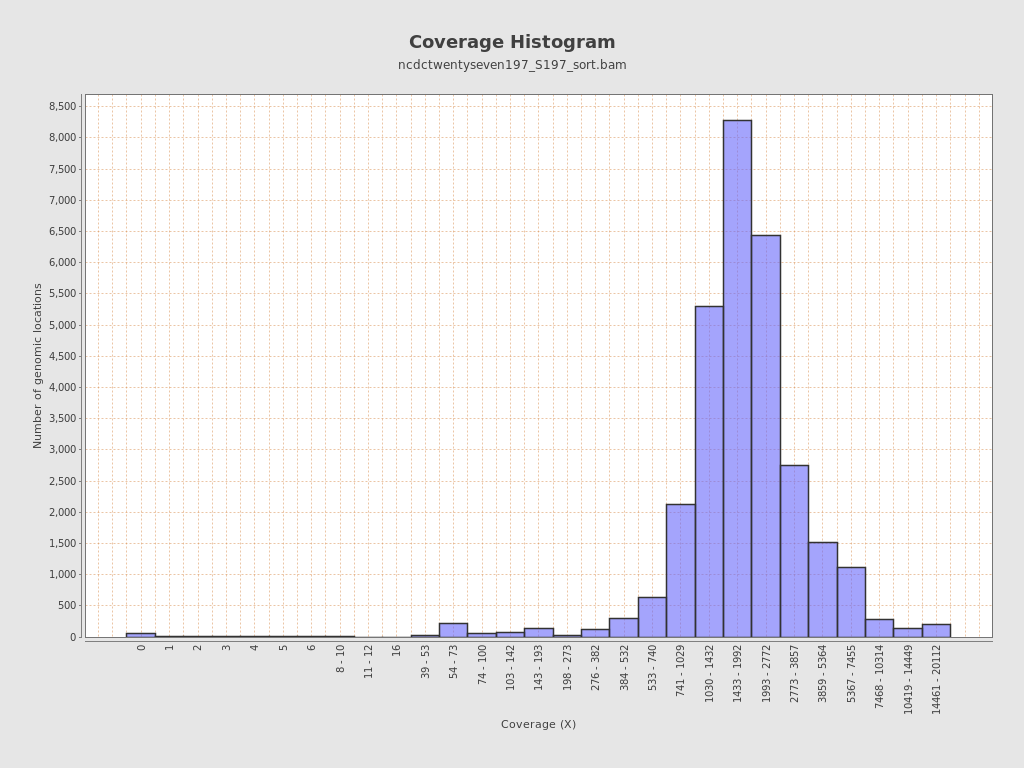 Coverage Histogram
ncdctwentyseven197_S197_sort.bam
Number of genomic locations
8,500
8,000
7,500
7,000
6,500
6,000
5,500
5,000
4,500
4,000
3,500
3,000
2,500
2,000
1,500
1,000
500
0
0
1
2
3
4
5
6
8 - 10
11 - 12
16
39 - 53
54 - 73
74 - 100
103 - 142
143 - 193
198 - 273
276 - 382
384 - 532
533 - 740
741 - 1029
1030 - 1432
1433 - 1992
1993 - 2772
2773 - 3857
3859 - 5364
5367 - 7455
7468 - 10314
10419 - 14449
14461 - 20112
Coverage (X)